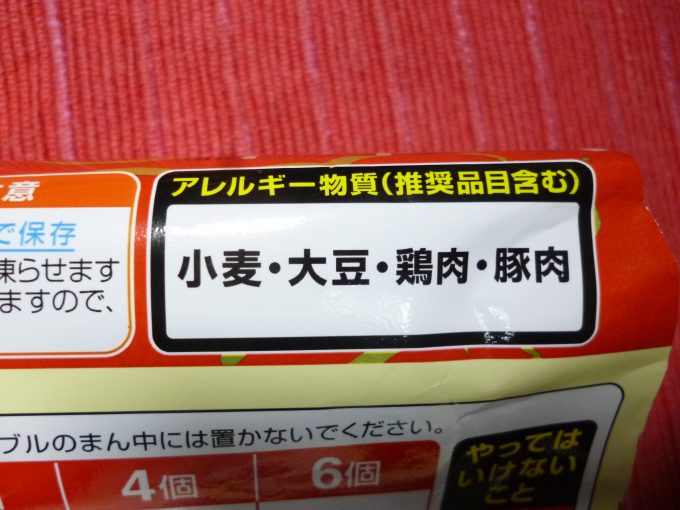 意
アレルギー物質(推奨品目含む)
で保存
小麦・大豆・鶏肉・豚肉
凍らせます
ますので、
ブルのまん中には置かないでください。
4個
6個
やっては
いけない
こと